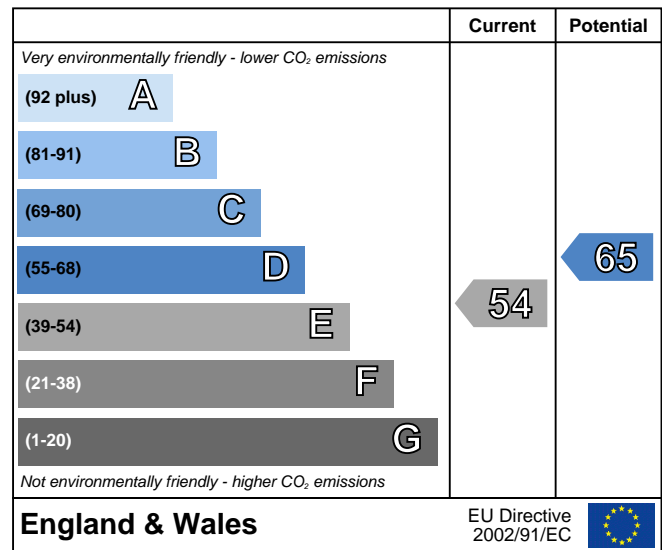 Current Potential
Very environmentally friendly - lower CO₂ emissions
(92 plus) A
(81-91) B
(69-80) C
(55-68) D
65
(39-54) E
54
(21-38) F
(1-20) G
Not environmentally friendly - higher CO₂ emissions
England & Wales
EU Directive
2002/91/EC